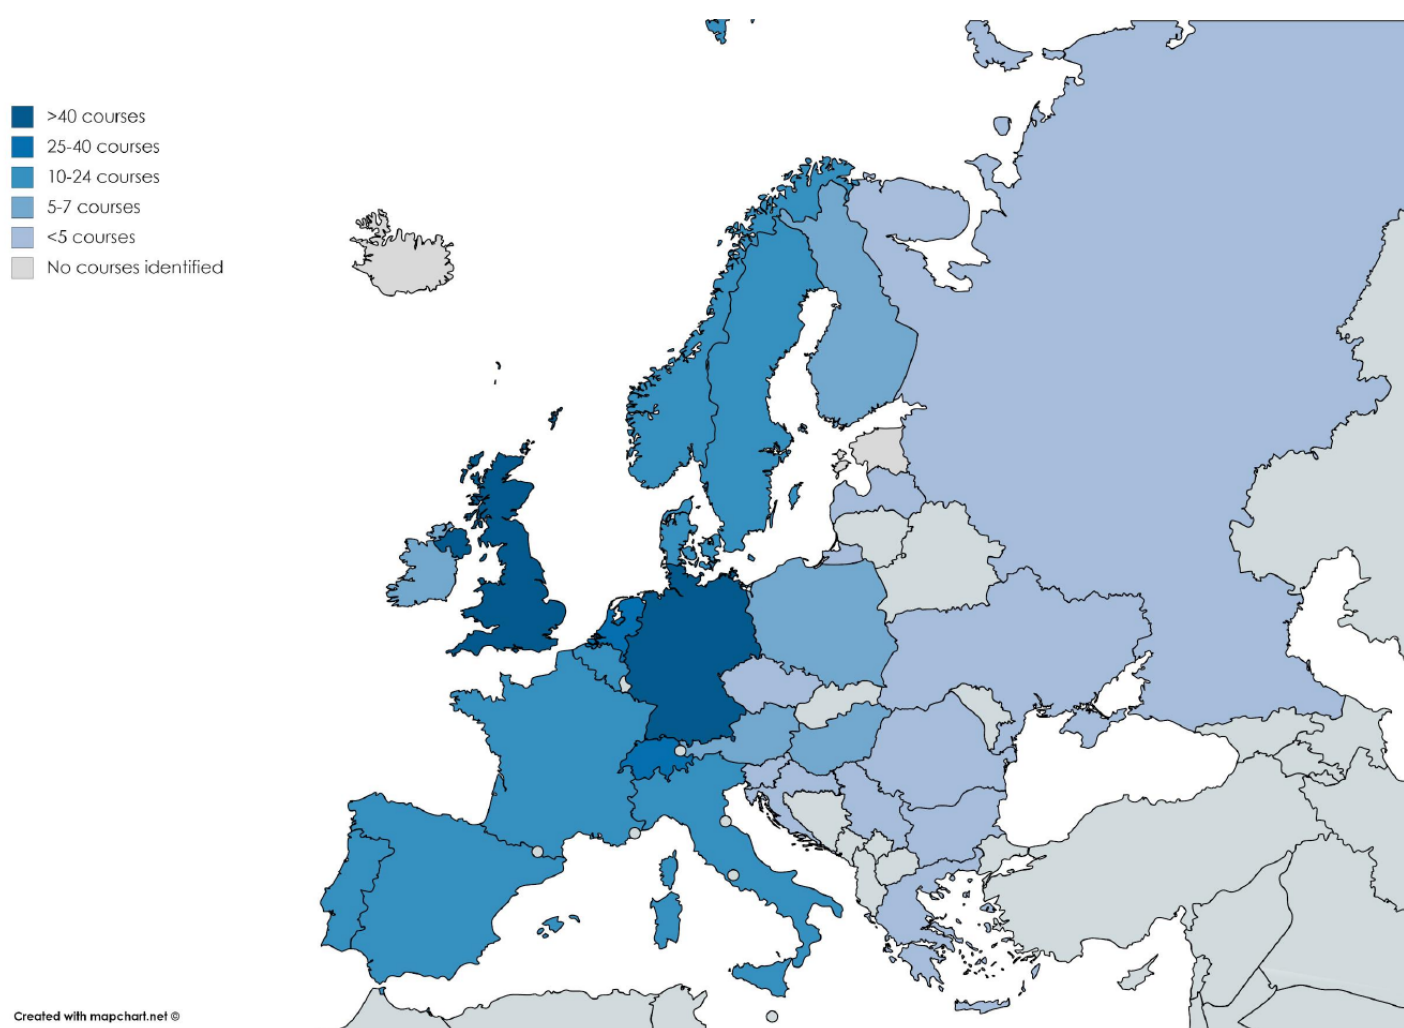 >40 courses
25-40 courses
10-24 courses
5-7 courses
<5 courses
No courses identified
Created with mapchart.net ©